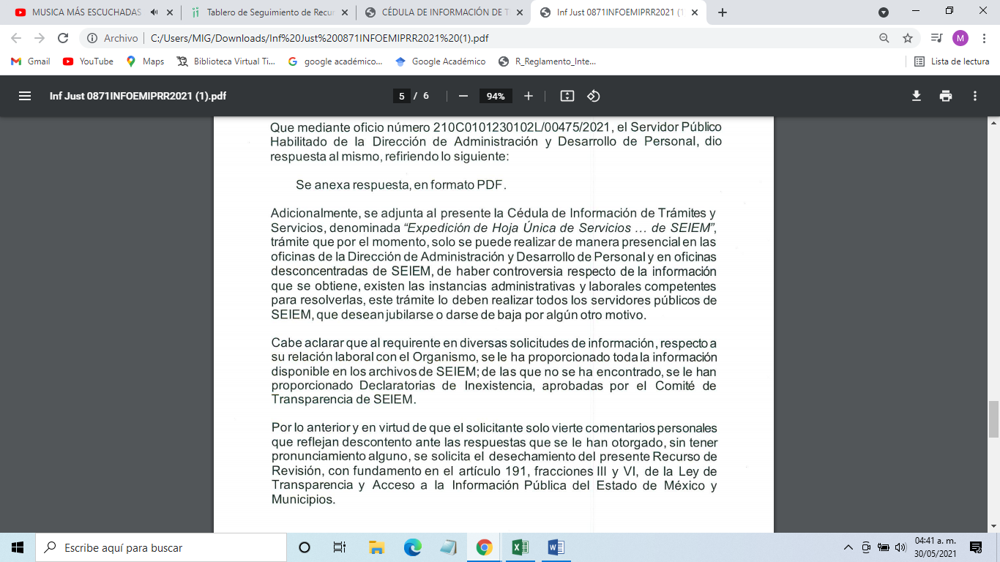 MUSICA MÁS ESCUCHADAS
Tablero de Seguimiento de Recur
CÉDULA DE INFORMACIÓN DE T
Inf Just 0871INFOEMIPRR2021 (1
Archivo
C:/Users/MIG/Downloads/Inf%20Just%200871INFOEMIPRR2021%20(1).pdf
M
Gmail
YouTube
Maps
Biblioteca Virtual Ti...
google académico...
Google Académico
R_Reglamento_Inte...
Lista de lectura
Inf Just 0871INFOEMIPRR2021 (1).pdf
5 / 6
94%
Que mediante oficio número 210C0101230102L/00475/2021, el Servidor Público
Habilitado de la Dirección de Administración y Desarrollo de Personal, dio
respuesta al mismo, refiriendo lo siguiente:
Se anexa respuesta, en formato PDF.
Adicionalmente, se adjunta al presente la Cédula de Información de Trámites y
Servicios, denominada “Expedición de Hoja Única de Servicios … de SEIEM”,
trámite que por el momento, solo se puede realizar de manera presencial en las
oficinas de la Dirección de Administración y Desarrollo de Personal y en oficinas
desconcentradas de SEIEM, de haber controversia respecto de la información
que se obtiene, existen las instancias administrativas y laborales competentes
para resolverlas, este trámite lo deben realizar todos los servidores públicos de
SEIEM, que desean jubilarse o darse de baja por algún otro motivo.
Cabe aclarar que al requirente en diversas solicitudes de información, respecto a
su relación laboral con el Organismo, se le ha proporcionado toda la información
disponible en los archivos de SEIEM; de las que no se ha encontrado, se le han
proporcionado Declaratorias de Inexistencia, aprobadas por el Comité de
Transparencia de SEIEM.
Por lo anterior y en virtud de que el solicitante solo vierte comentarios personales
que reflejan descontento ante las respuestas que se le han otorgado, sin tener
pronunciamiento alguno, se solicita el desechamiento del presente Recurso de
Revisión, con fundamento en el artículo 191, fracciones III y VI, de la Ley de
Transparencia y Acceso a la Información Pública del Estado de México y
Municipios.
Escribe aquí para buscar
04:41 a. m.
30/05/2021